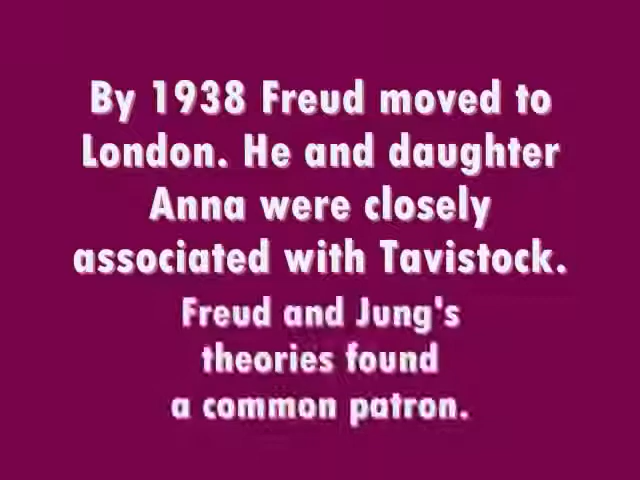 By 1938 Freud moved to
London. He and daughter
Anna were closely
associated with Tavistock.
Freud and Jung's
theories found
a common patron.